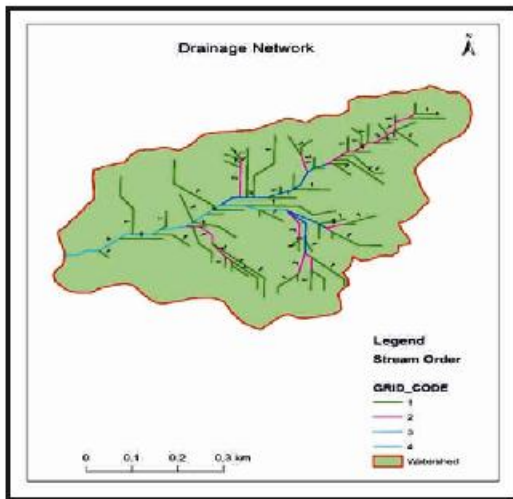 Drainage Network
N
Legend
Stream Order
GRID_CODE
1
2
3
4
Watershed
0 0.1 0.2 0.3 km